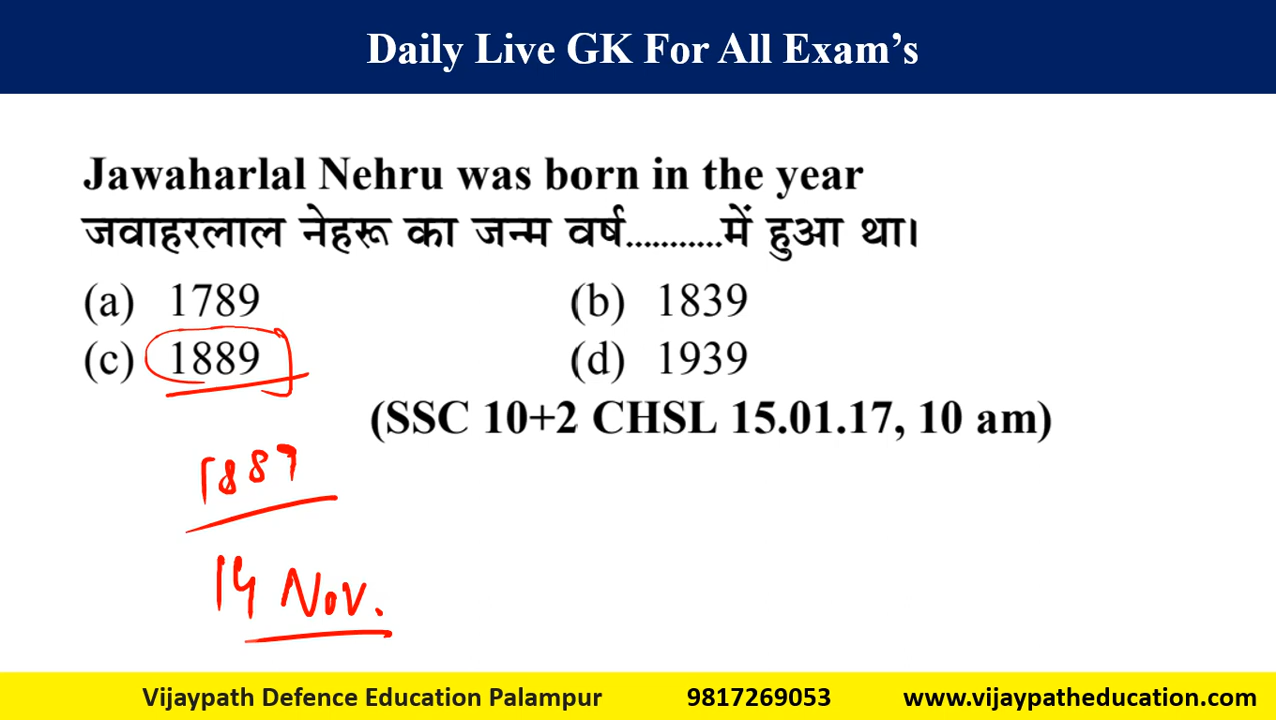 Daily Live GK For All Exam’s
Jawaharlal Nehru was born in the year
जवाहरलाल नेहरू का जन्म वर्ष...........में हुआ था।
(a) 1789 (b) 1839
(c) 1889 (d) 1939
(SSC 10+2 CHSL 15.01.17, 10 am)
1889
14 Nov.
Vijaypath Defence Education Palampur 9817269053 www.vijaypatheducation.com